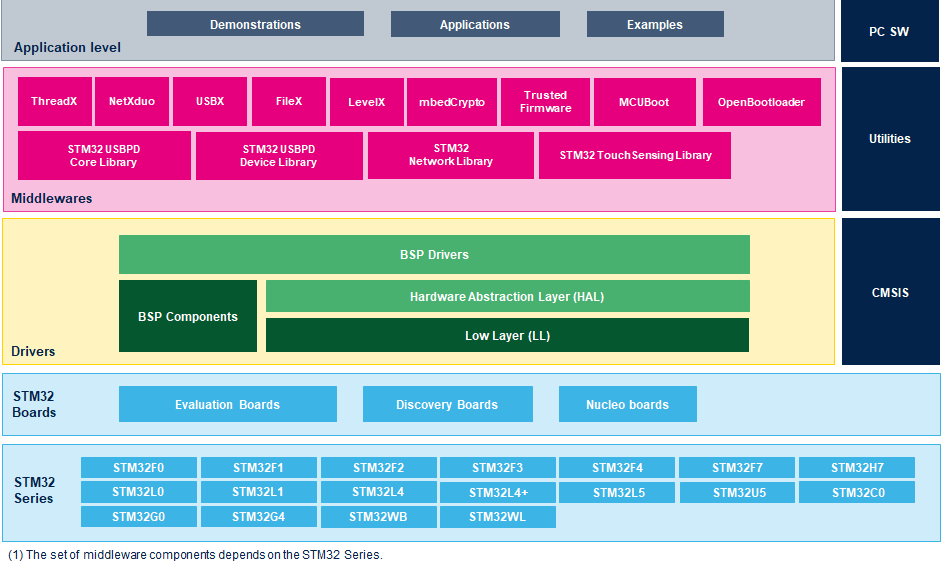 Demonstrations
Applications
Examples
Application level
PC SW
ThreadX
NetXduo
USBX
FileX
LevelX
mbedCrypto
Trusted
Firmware
MCUBoot
OpenBootloader
STM32 USBPD
Core Library
STM32 USBPD
Device Library
STM32
Network Library
STM32 TouchSensing Library
Middlewares
Utilities
BSP Drivers
BSP Components
Hardware Abstraction Layer (HAL)
Low Layer (LL)
Drivers
CMSIS
STM32
Boards
Evaluation Boards
Discovery Boards
Nucleo boards
STM32
Series
STM32F0
STM32F1
STM32F2
STM32F3
STM32F4
STM32F7
STM32H7
STM32L0
STM32L1
STM32L4
STM32L4+
STM32L5
STM32U5
STM32C0
STM32G0
STM32G4
STM32WB
STM32WL
(1) The set of middleware components depends on the STM32 Series.